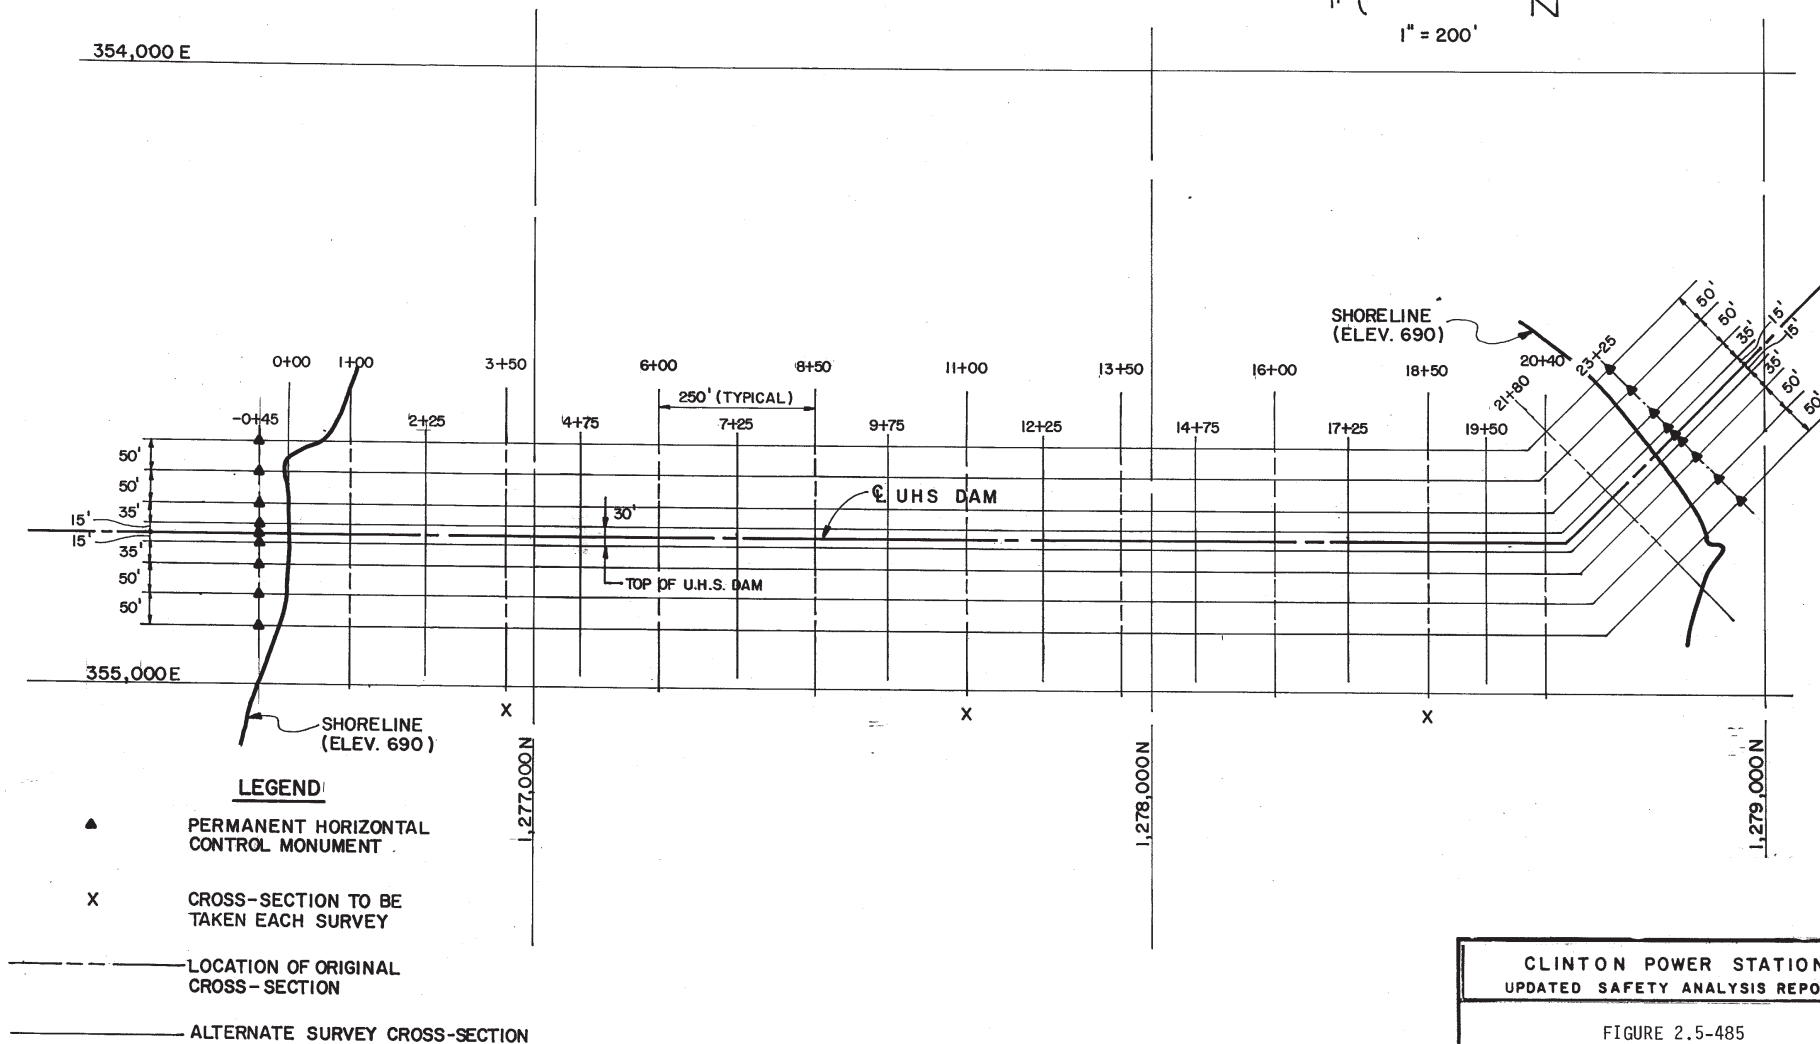 1" = 200'
354,000 E
SHORELINE
(ELEV. 690)
50'
50'
35'
15'
15'
35'
50'
50'
0+00
1+00
3+50
6+00
8+50
11+00
13+50
16+00
18+50
20+40
23+25
21+80
250' (TYPICAL)
-0+45
2+25
4+75
7+25
9+75
12+25
14+75
17+25
19+50
50'
50'
35'
15'
15'
35'
50'
50'
30'
℄ UHS DAM
TOP OF U.H.S. DAM
355,000 E
X
X
X
SHORELINE
(ELEV. 690)
1,277,000 N
1,278,000 N
1,279,000 N
LEGEND
PERMANENT HORIZONTAL
CONTROL MONUMENT
X CROSS-SECTION TO BE
TAKEN EACH SURVEY
LOCATION OF ORIGINAL
CROSS-SECTION
ALTERNATE SURVEY CROSS-SECTION
CLINTON POWER STATION
UPDATED SAFETY ANALYSIS REPO
FIGURE 2.5-485